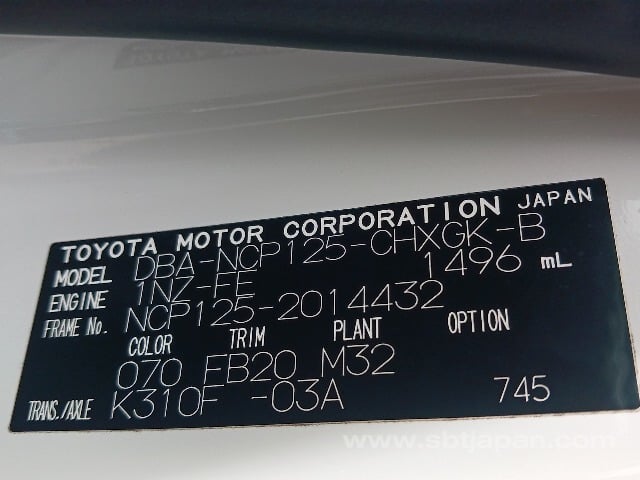 TOYOTA MOTOR CORPORATION JAPAN
MODEL DBA-NCP125-CHXGK-B
ENGINE 1NZ-FE 1496 mL
FRAME No. NCP125-2014432
COLOR TRIM PLANT OPTION
070 FB20 M32
TRANS./AXLE K310F -03A 745
www.sbtjapan.com